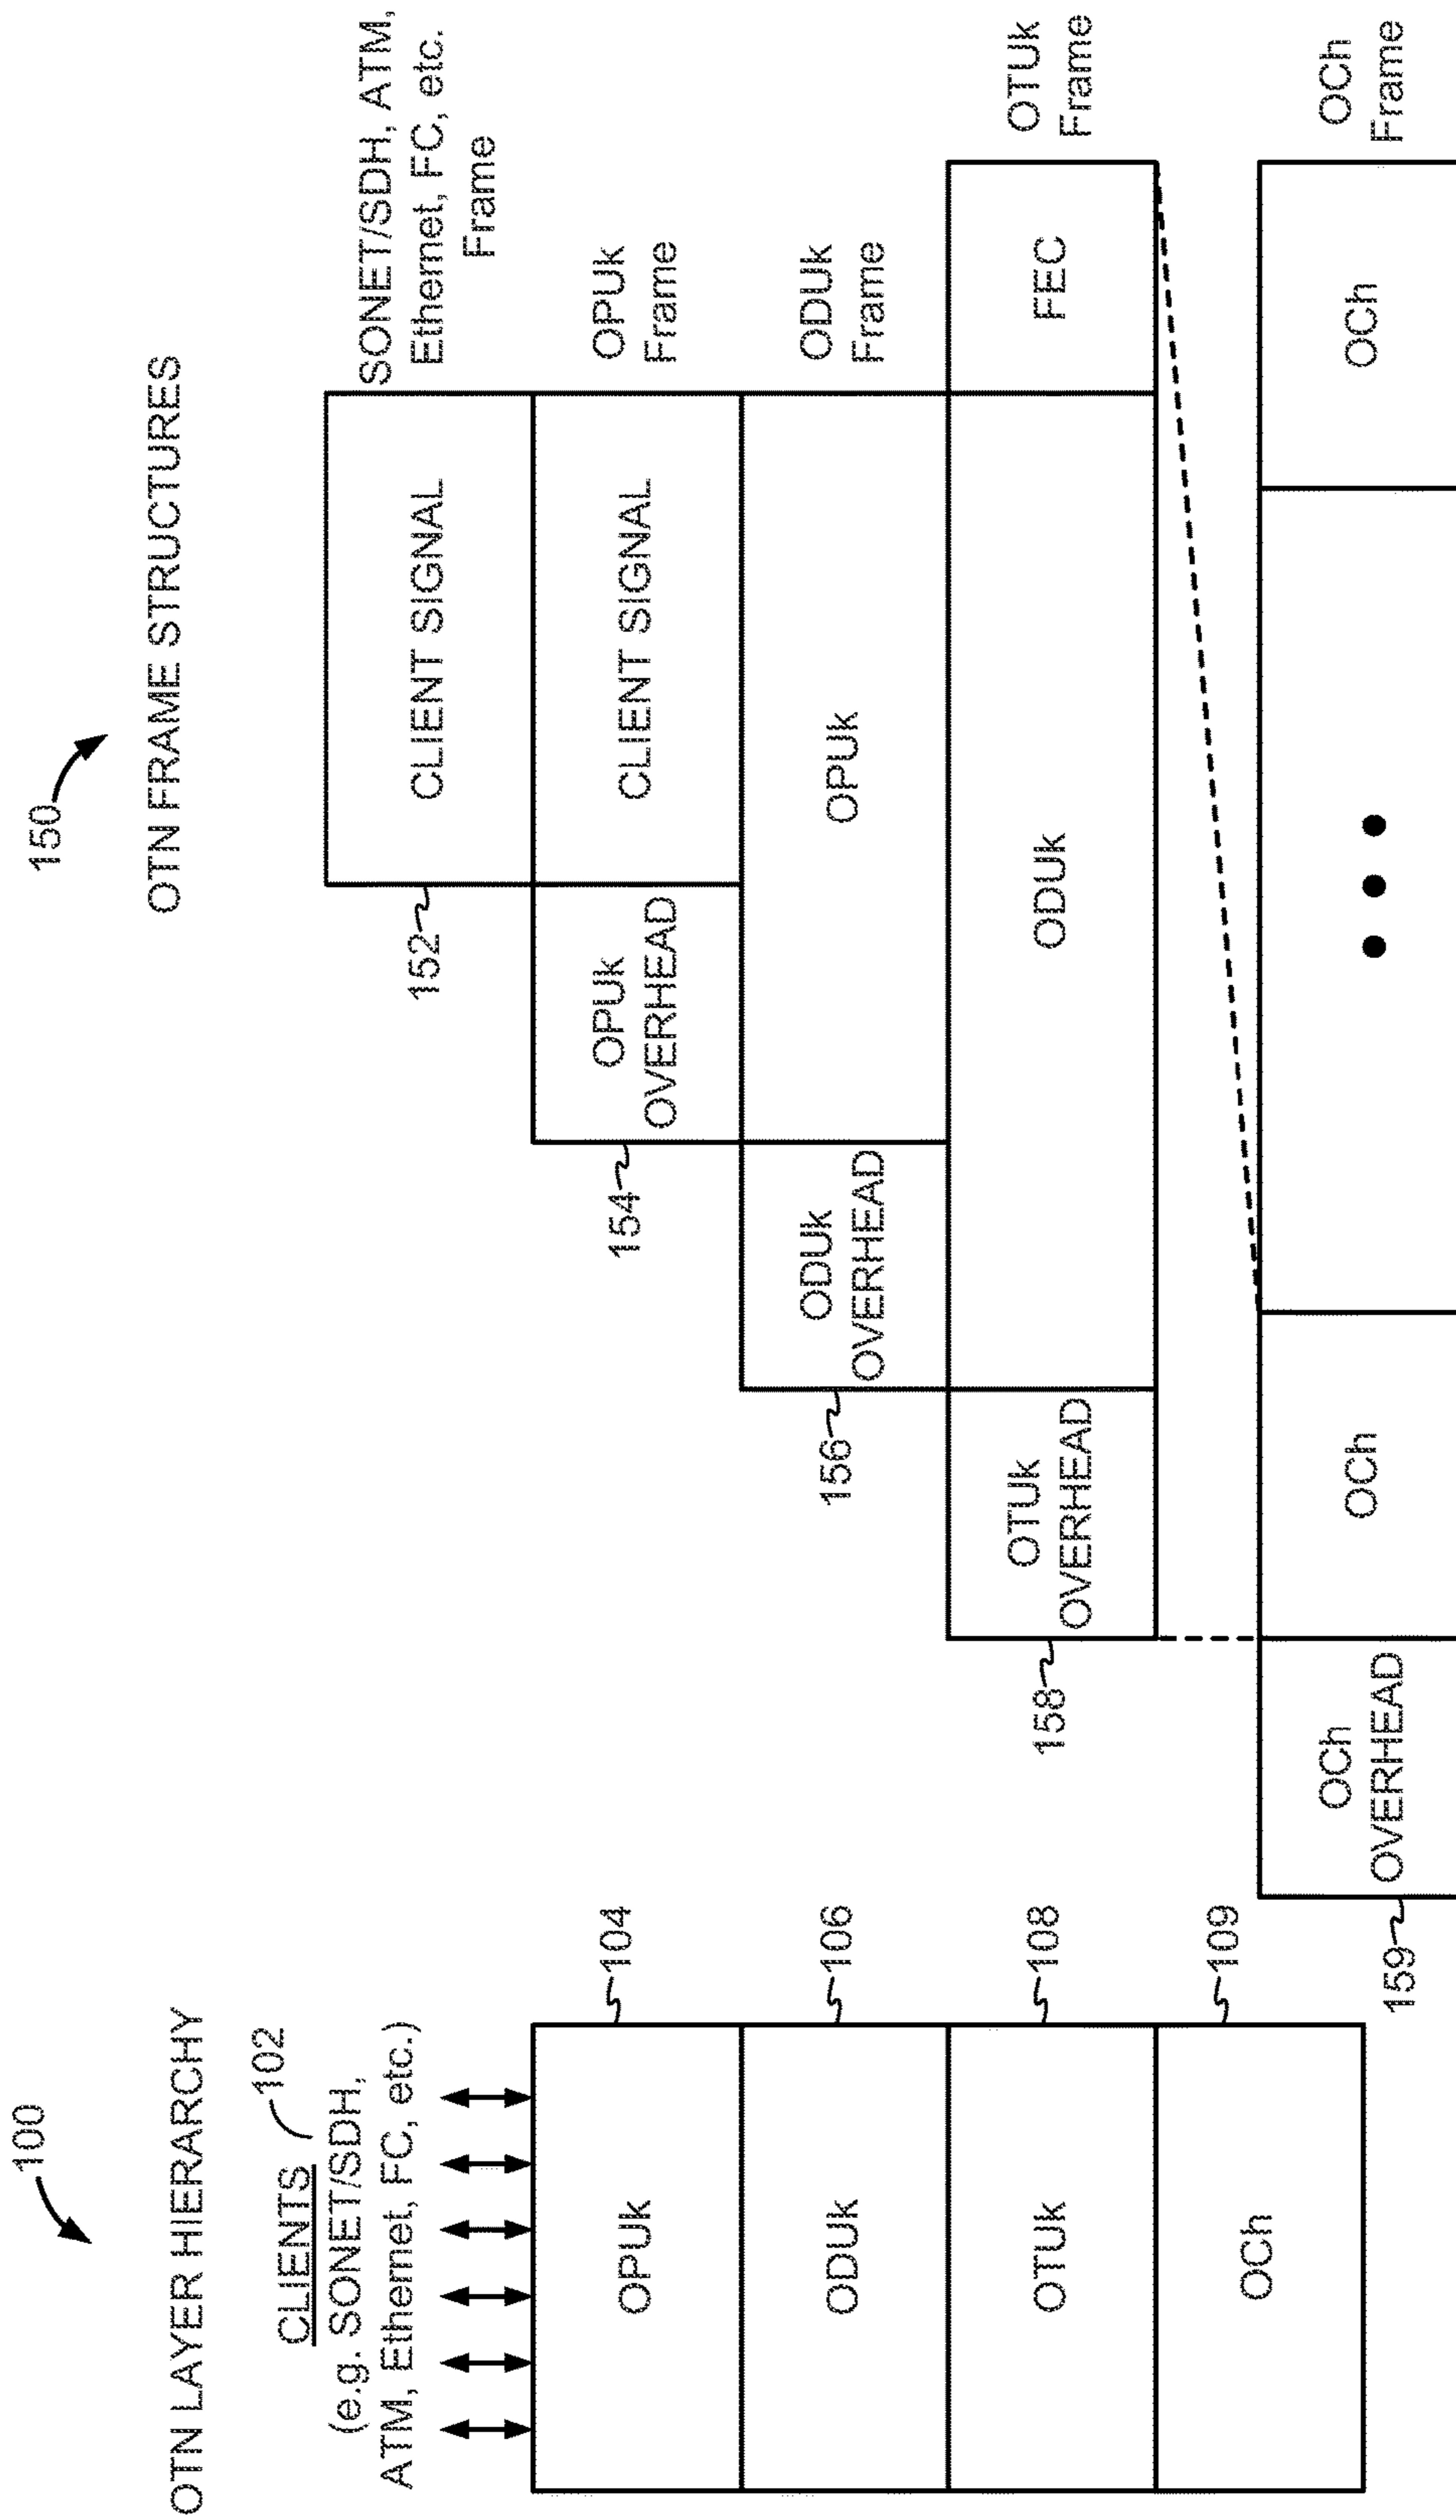 100
OTN LAYER HIERARCHY
CLIENTS
102
(e.g. SONET/SDH,
ATM, Ethernet, FC, etc.)
OPUk
104
ODUk
106
OTUk
108
OCh
109
150
OTN FRAME STRUCTURES
152
CLIENT SIGNAL
SONET/SDH, ATM,
Ethernet, FC, etc.
Frame
154
OPUk
OVERHEAD
CLIENT SIGNAL
OPUk
Frame
156
ODUk
OVERHEAD
OPUk
ODUk
Frame
158
OTUk
OVERHEAD
ODUk
FEC
OTUk
Frame
159
OCh
OVERHEAD
OCh
OCh
OCh
Frame